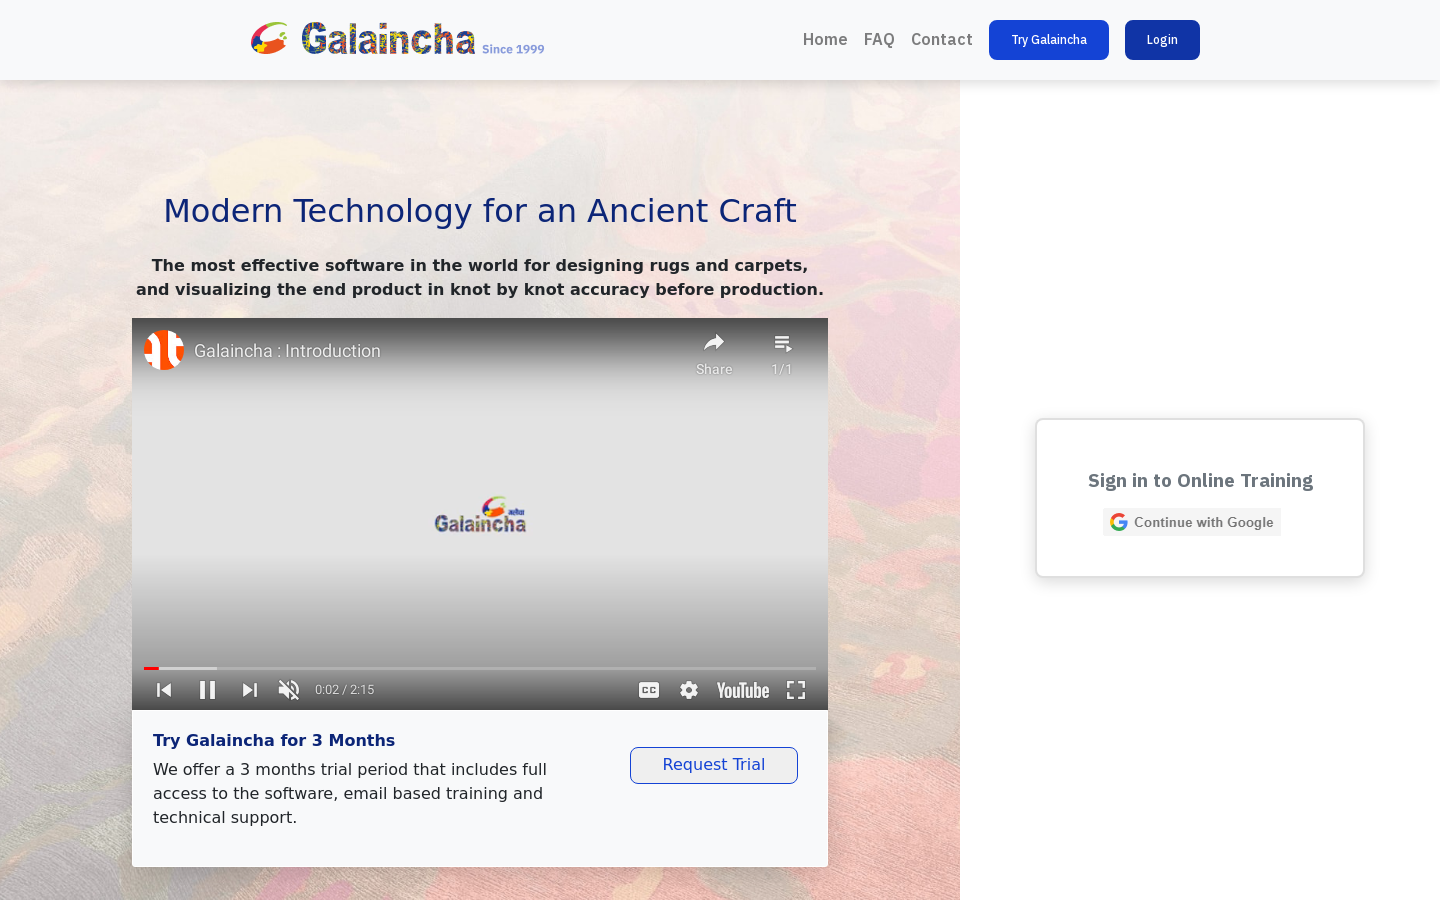 Galaincha Since 1999
Home FAQ Contact Try Galaincha Login
Modern Technology for an Ancient Craft
The most effective software in the world for designing rugs and carpets,
and visualizing the end product in knot by knot accuracy before production.
Galaincha : Introduction
Share
1/1
Galaincha
0:02 / 2:15
CC
YouTube
Try Galaincha for 3 Months
We offer a 3 months trial period that includes full
access to the software, email based training and
technical support.
Request Trial
Sign in to Online Training
Continue with Google